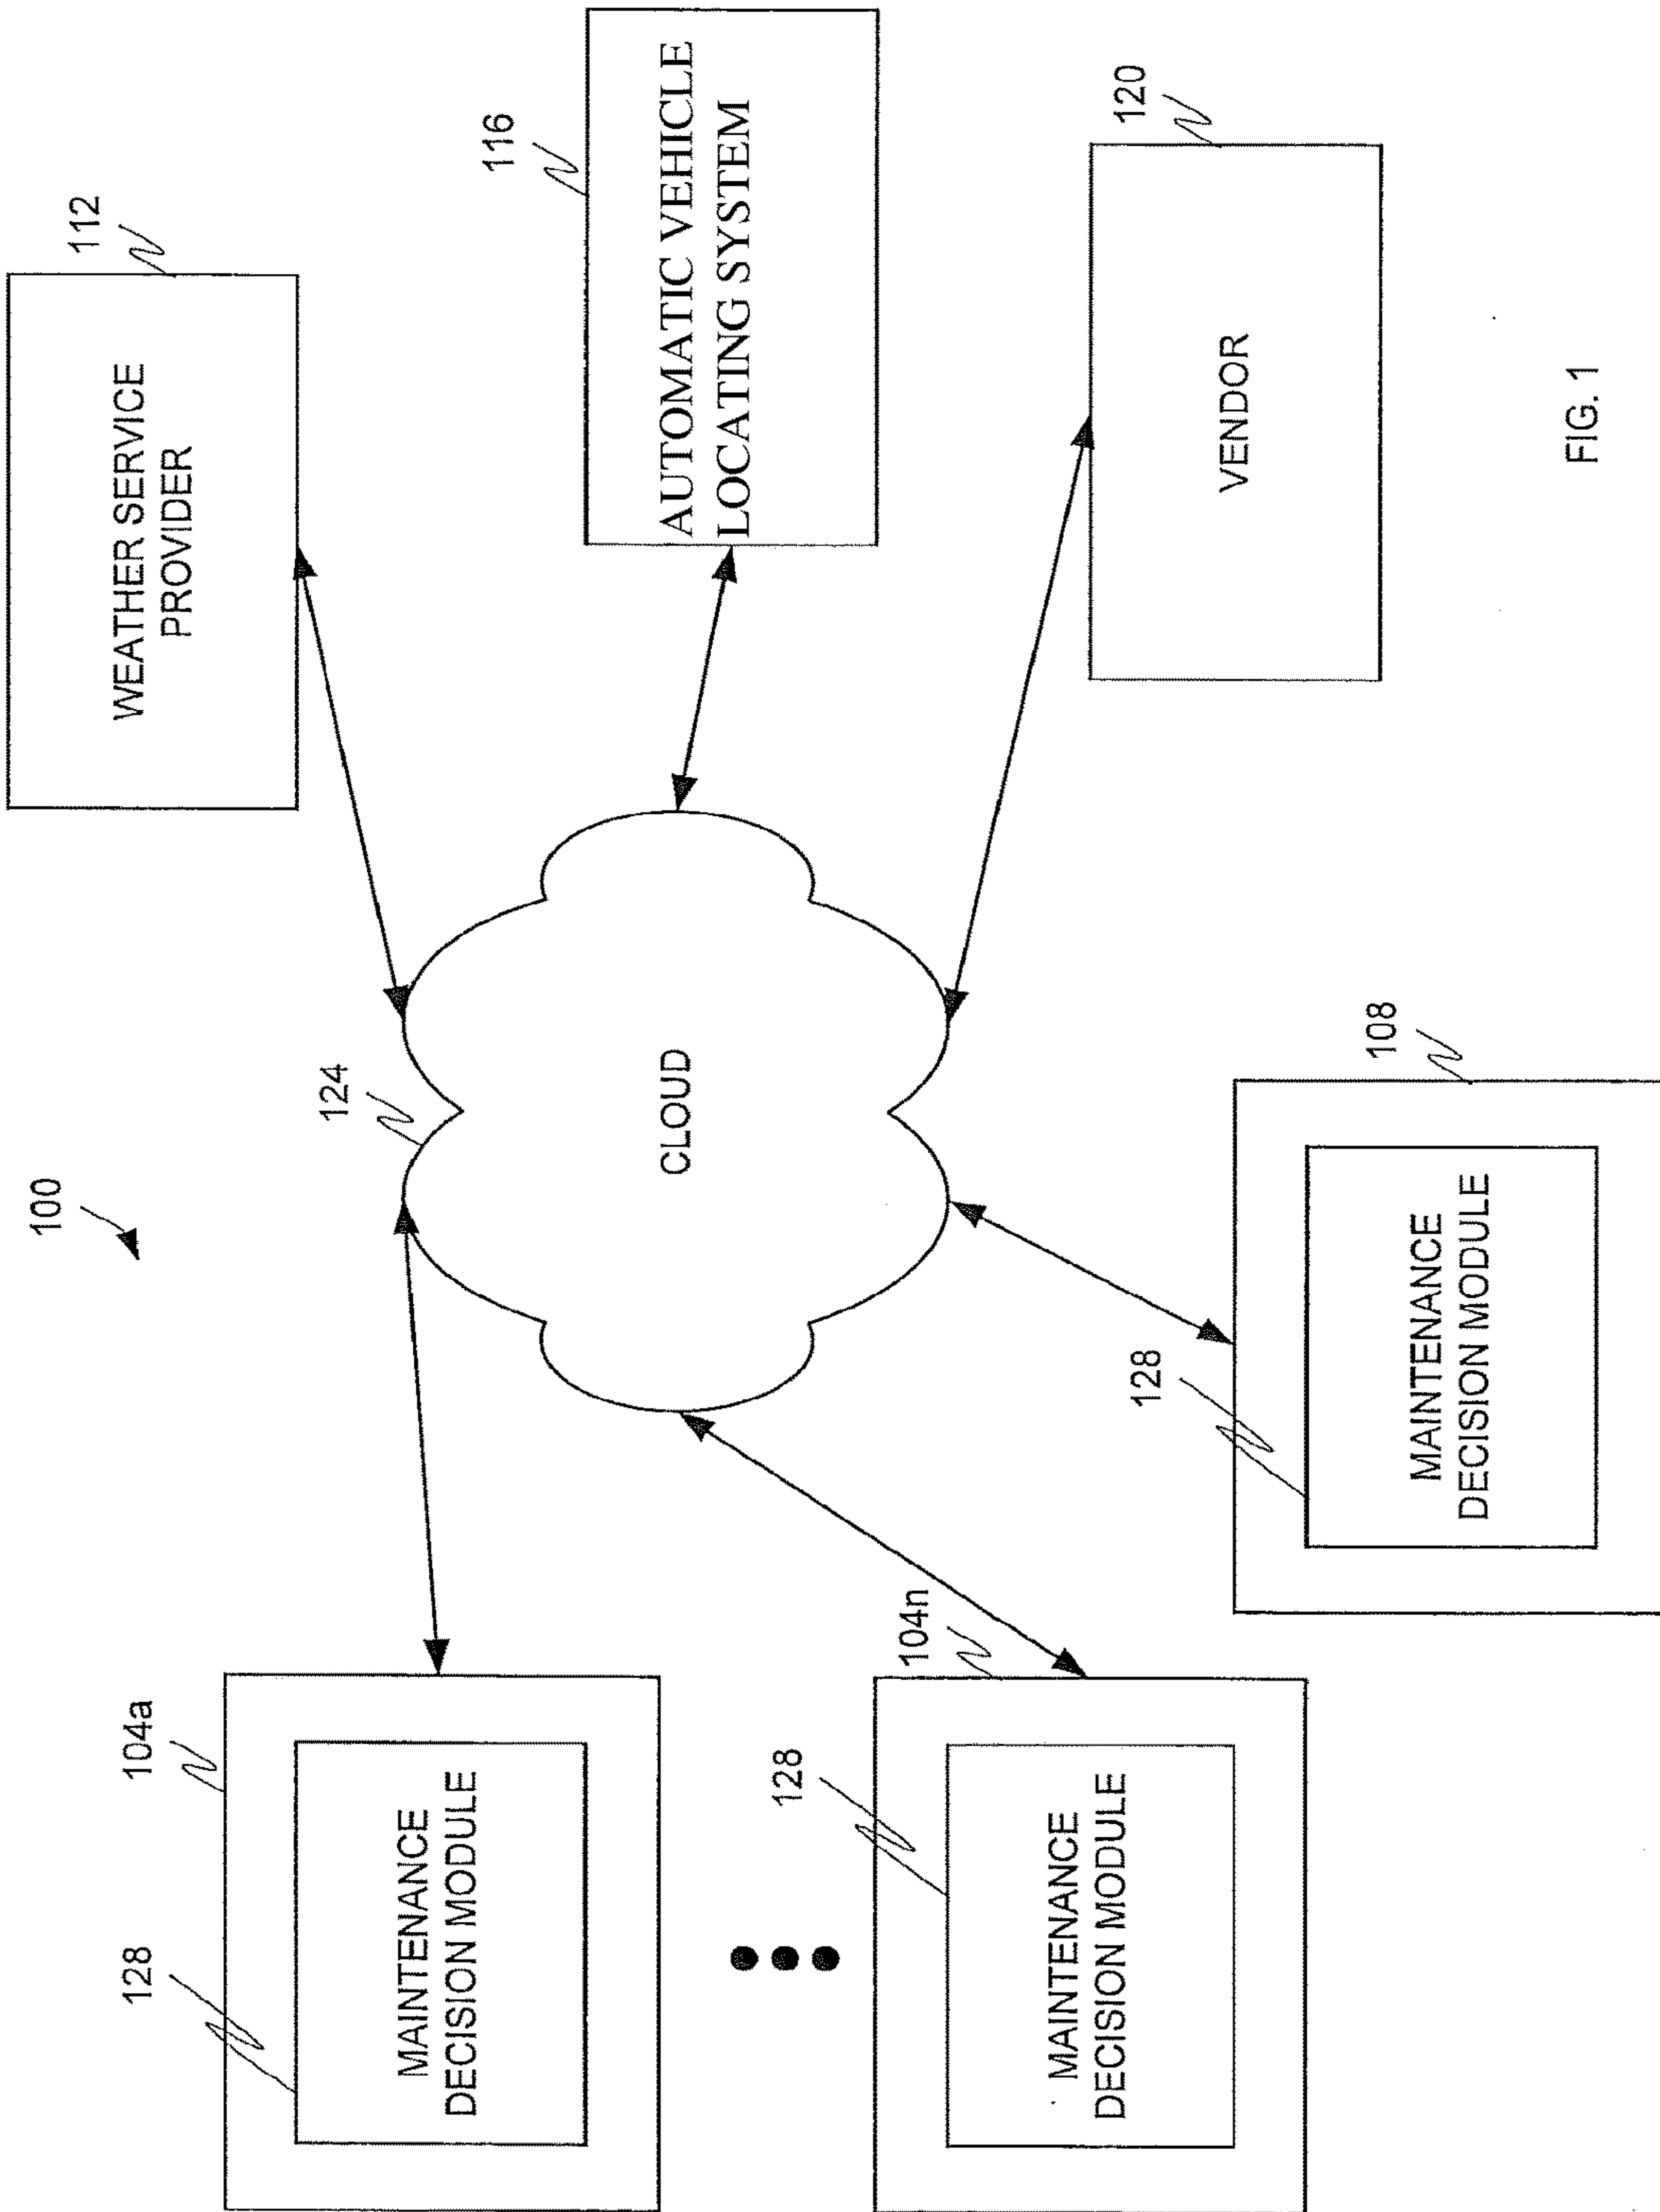 100
104a
128
MAINTENANCE
DECISION MODULE
128
104n
MAINTENANCE
DECISION MODULE
128
108
MAINTENANCE
DECISION MODULE
124
CLOUD
112
WEATHER SERVICE
PROVIDER
116
AUTOMATIC VEHICLE
LOCATING SYSTEM
120
VENDOR
FIG. 1